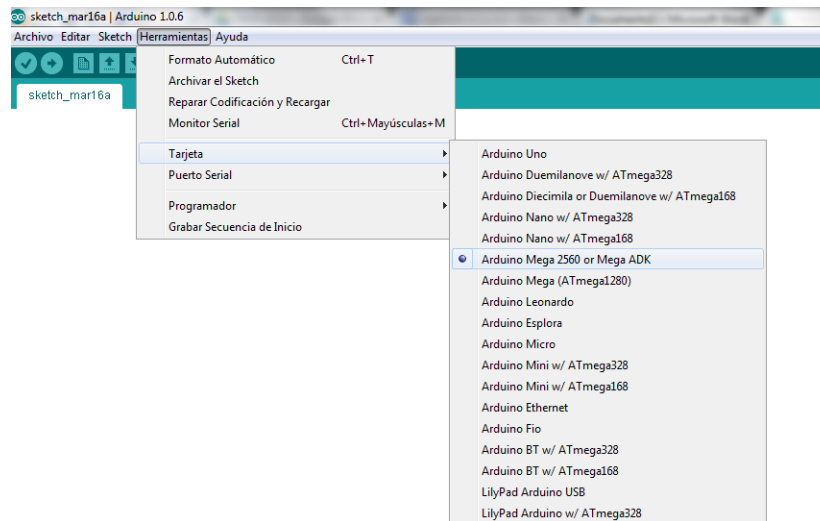 sketch_mar16a | Arduino 1.0.6
Archivo Editar Sketch Herramientas Ayuda
sketch_mar16a
Formato Automático Ctrl+T
Archivar el Sketch
Reparar Codificación y Recargar
Monitor Serial Ctrl+Mayúsculas+M
Tarjeta
Puerto Serial
Programador
Grabar Secuencia de Inicio
Arduino Uno
Arduino Duemilanove w/ ATmega328
Arduino Diecimila or Duemilanove w/ ATmega168
Arduino Nano w/ ATmega328
Arduino Nano w/ ATmega168
Arduino Mega 2560 or Mega ADK
Arduino Mega (ATmega1280)
Arduino Leonardo
Arduino Esplora
Arduino Micro
Arduino Mini w/ ATmega328
Arduino Mini w/ ATmega168
Arduino Ethernet
Arduino Fio
Arduino BT w/ ATmega328
Arduino BT w/ ATmega168
LilyPad Arduino USB
LilyPad Arduino w/ ATmega328